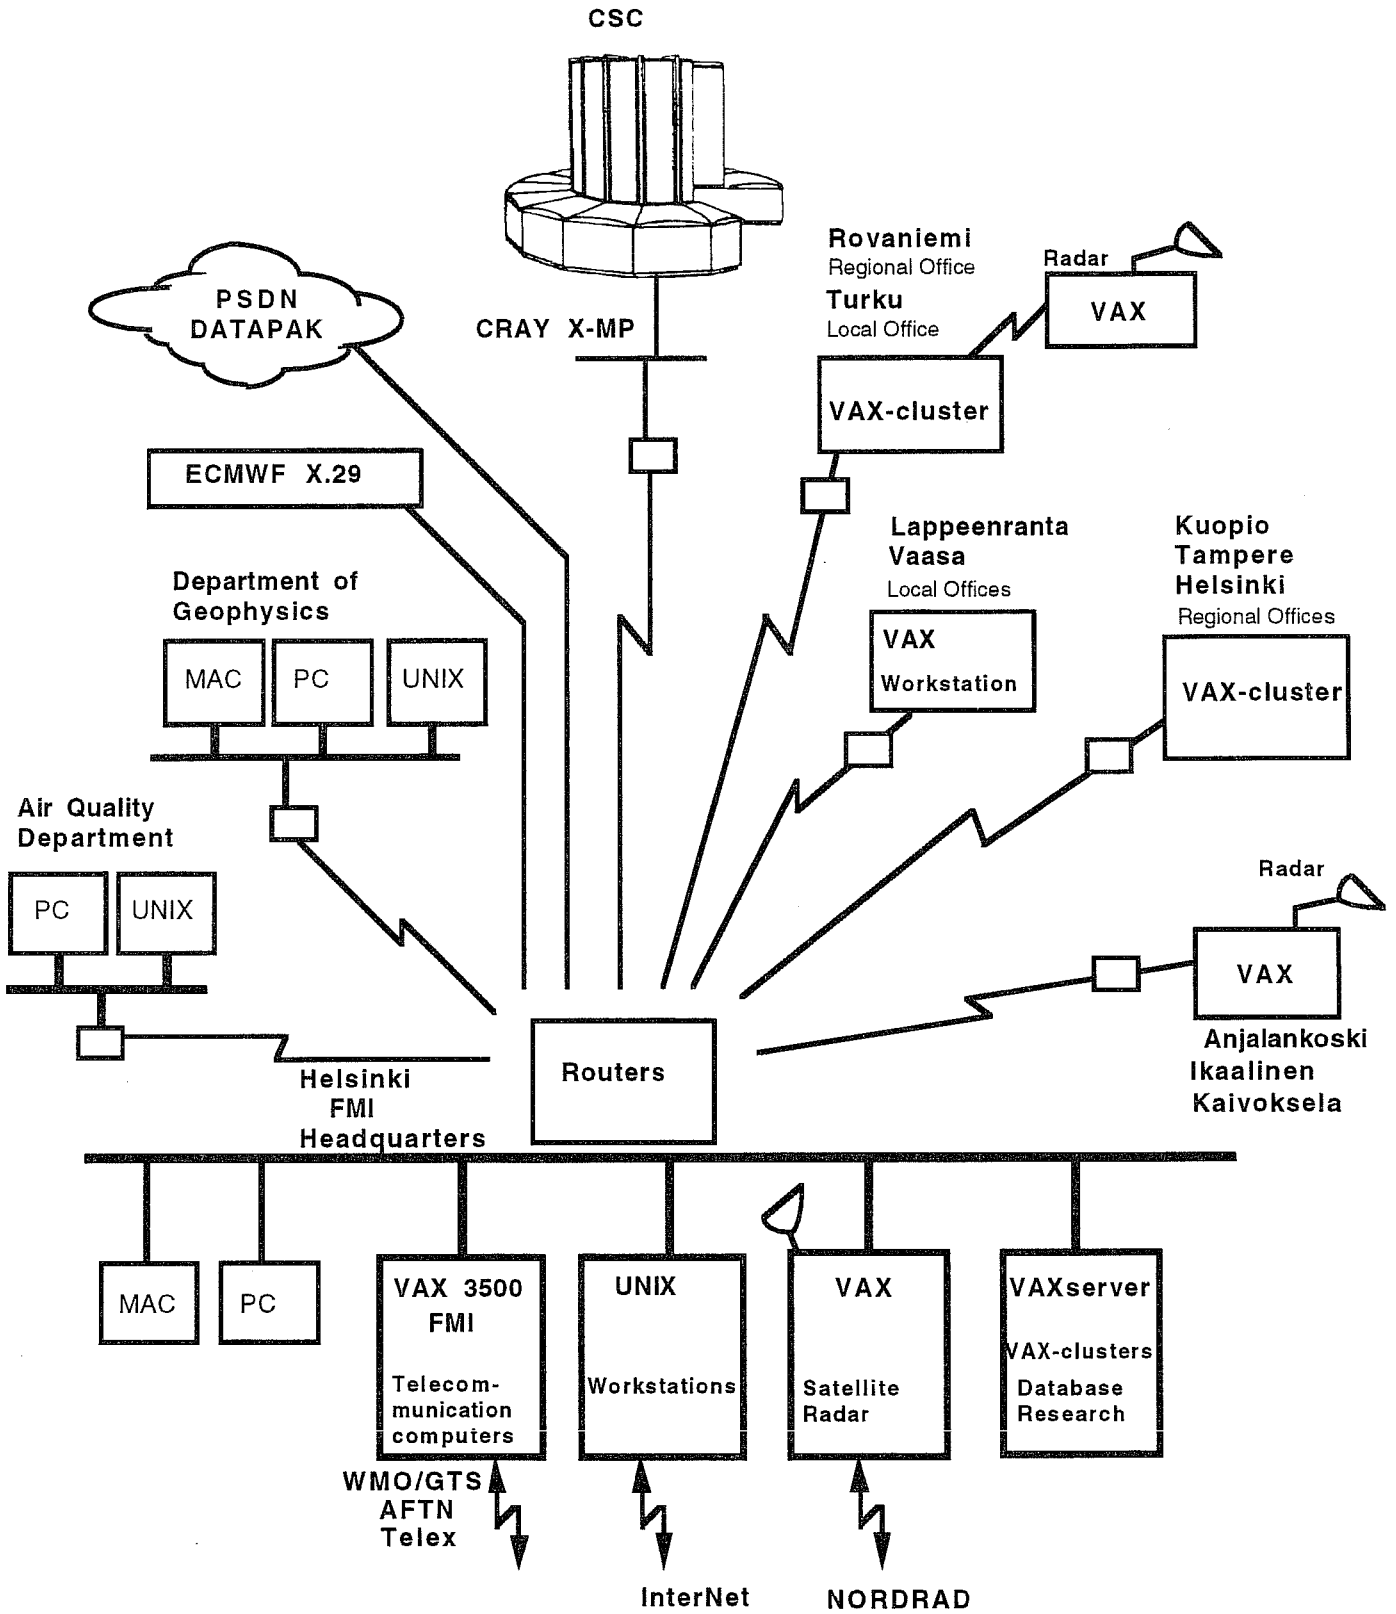 CSC
CRAY X-MP
PSDN
DATAPAK
ECMWF X.29
Rovaniemi
Regional Office
Turku
Local Office
Radar
VAX
VAX-cluster
Lappeenranta
Vaasa
Local Offices
VAX
Workstation
Kuopio
Tampere
Helsinki
Regional Offices
VAX-cluster
Department of
Geophysics
MAC
PC
UNIX
Air Quality
Department
PC
UNIX
Radar
VAX
Anjalankoski
Ikaalinen
Kaivoksela
Routers
Helsinki
FMI
Headquarters
MAC
PC
VAX 3500
FMI
Telecom-
munication
computers
UNIX
Workstations
VAX
Satellite
Radar
VAXserver
VAX-clusters
Database
Research
WMO/GTS
AFTN
Telex
InterNet
NORDRAD